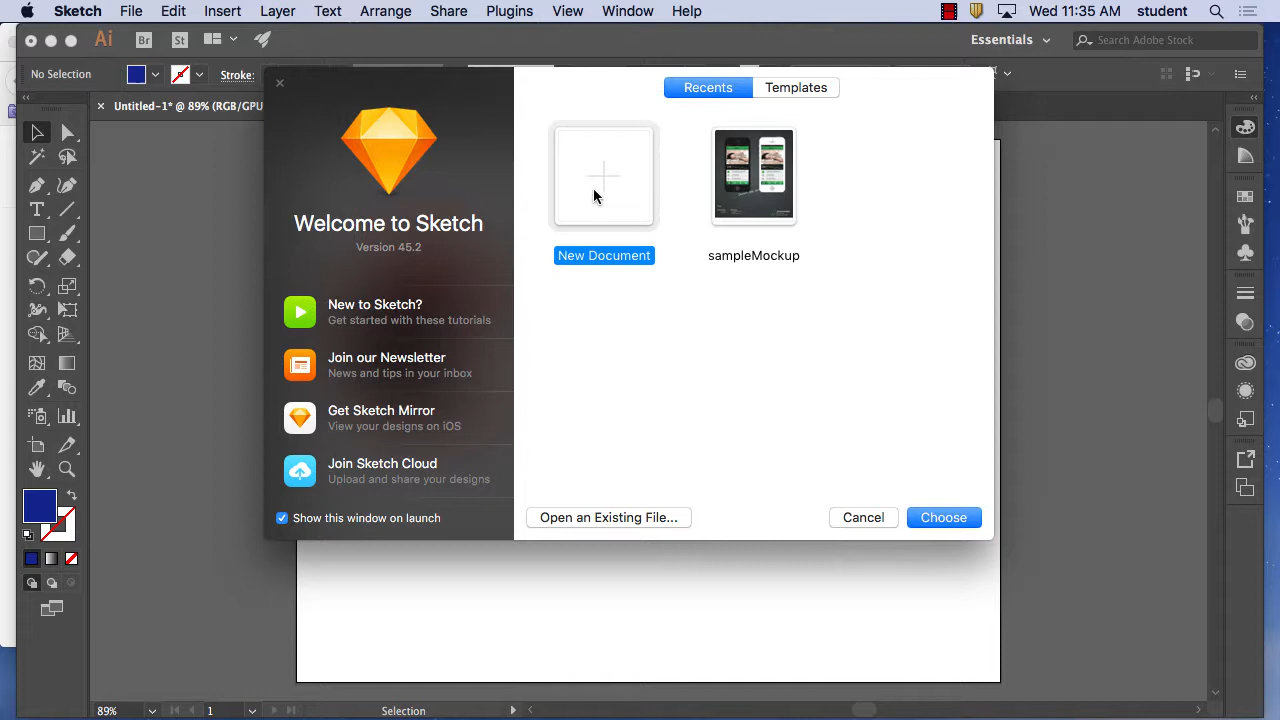 Sketch File Edit Insert Layer Text Arrange Share Plugins View Window Help Wed 11:35 AM student
Ai Br St Essentials Search Adobe Stock
No Selection Stroke:
Untitled-1* @ 89% (RGB/GPU
Recents Templates
Welcome to Sketch
Version 45.2
New Document sampleMockup
New to Sketch?
Get started with these tutorials
Join our Newsletter
News and tips in your inbox
Get Sketch Mirror
View your designs on iOS
Join Sketch Cloud
Upload and share your designs
Show this window on launch Open an Existing File... Cancel Choose
89% 1 Selection